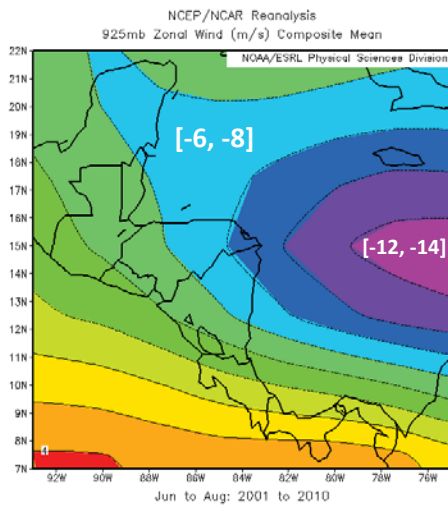 NCEP/NCAR Reanalysis
925mb Zonal Wind (m/s) Composite Mean
NOAA/ESRL Physical Sciences Division
22N
21N
20N
19N
18N
17N
16N
15N
14N
13N
12N
11N
10N
9N
8N
7N
[-6, -8]
[-12, -14]
4
92W 90W 88W 86W 84W 82W 80W 78W 76W
Jun to Aug: 2001 to 2010